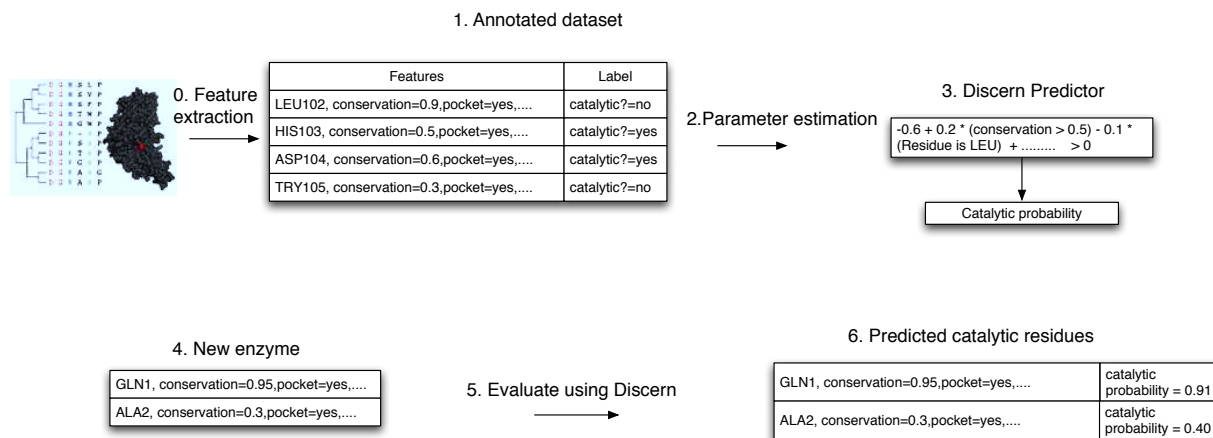 1. Annotated dataset
0. Feature
extraction
Features Label
LEU102, conservation=0.9,pocket=yes,.... catalytic?=no
HIS103, conservation=0.5,pocket=yes,.... catalytic?=yes
ASP104, conservation=0.6,pocket=yes,.... catalytic?=yes
TRY105, conservation=0.3,pocket=yes,.... catalytic?=no
2.Parameter estimation
3. Discern Predictor
-0.6 + 0.2 * (conservation > 0.5) - 0.1 *
(Residue is LEU) + ......... > 0
Catalytic probability
4. New enzyme
GLN1, conservation=0.95,pocket=yes,....
ALA2, conservation=0.3,pocket=yes,....
5. Evaluate using Discern
6. Predicted catalytic residues
GLN1, conservation=0.95,pocket=yes,.... catalytic
probability = 0.91
ALA2, conservation=0.3,pocket=yes,.... catalytic
probability = 0.40